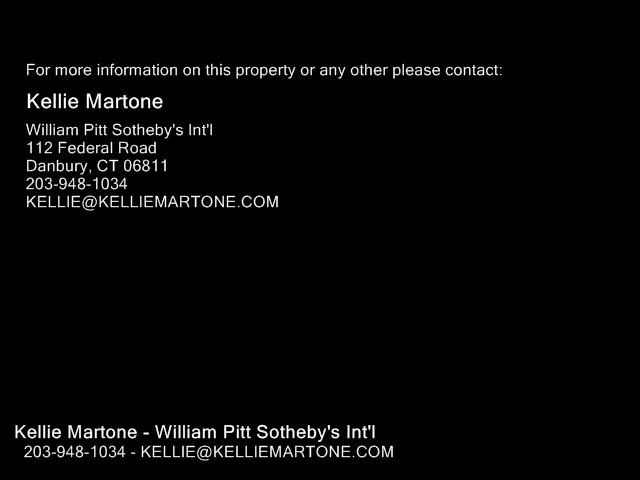 For more information on this property or any other please contact:
Kellie Martone
William Pitt Sotheby's Int'l
112 Federal Road
Danbury, CT 06811
203-948-1034
KELLIE@KELLIEMARTONE.COM
Kellie Martone - William Pitt Sotheby's Int'l
203-948-1034 - KELLIE@KELLIEMARTONE.COM